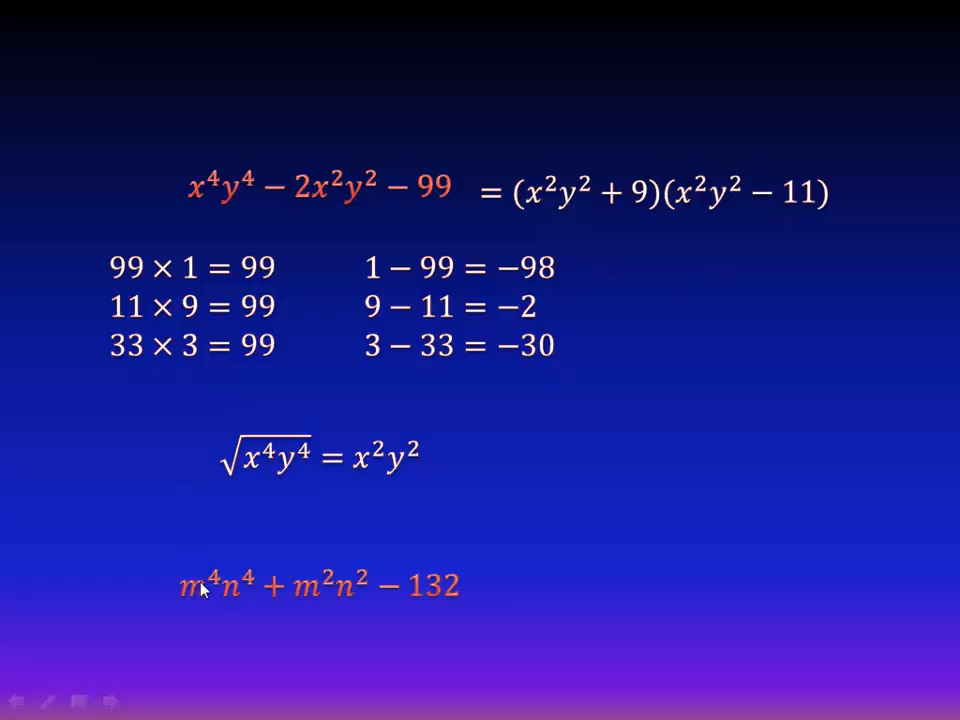 x⁴y⁴ − 2x²y² − 99 = (x²y² + 9)(x²y² − 11)
99 × 1 = 99 1 − 99 = −98
11 × 9 = 99 9 − 11 = −2
33 × 3 = 99 3 − 33 = −30
√(x⁴y⁴) = x²y²
m⁴n⁴ + m²n² − 132